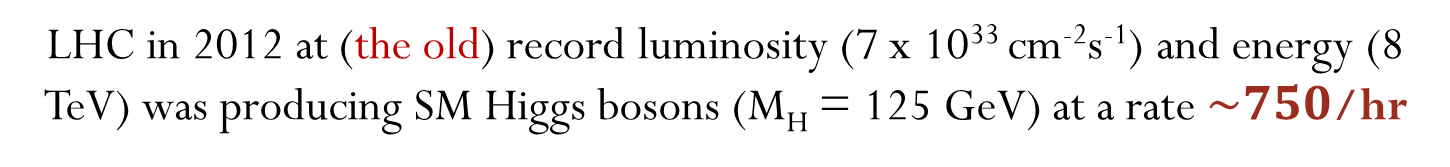 LHC in 2012 at (the old) record luminosity (7 x 10³³ cm⁻²s⁻¹) and energy (8
TeV) was producing SM Higgs bosons (M_H = 125 GeV) at a rate ~750/hr